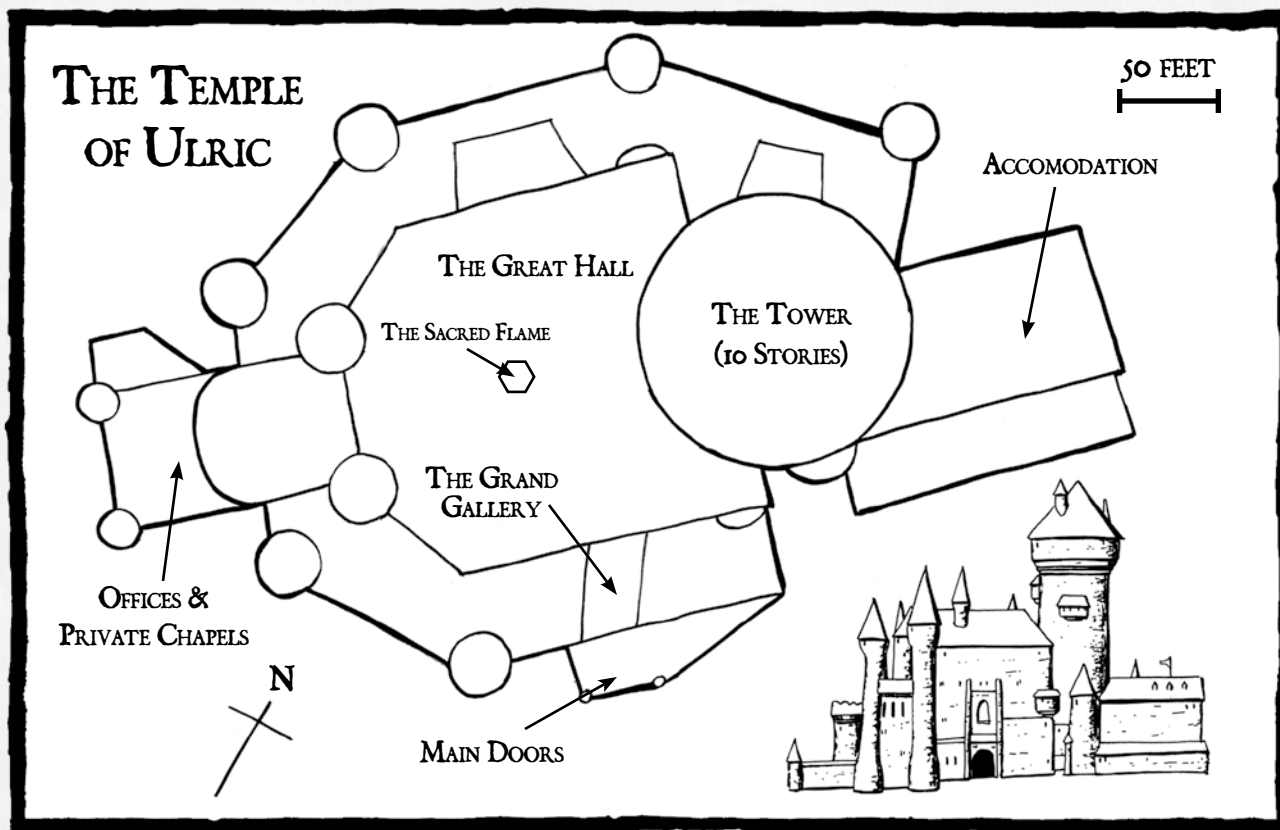 The Temple
of Ulric
50 feet
Accomodation
The Great Hall
The Sacred Flame
The Tower
(10 Stories)
The Grand
Gallery
Offices &
Private Chapels
N
Main Doors